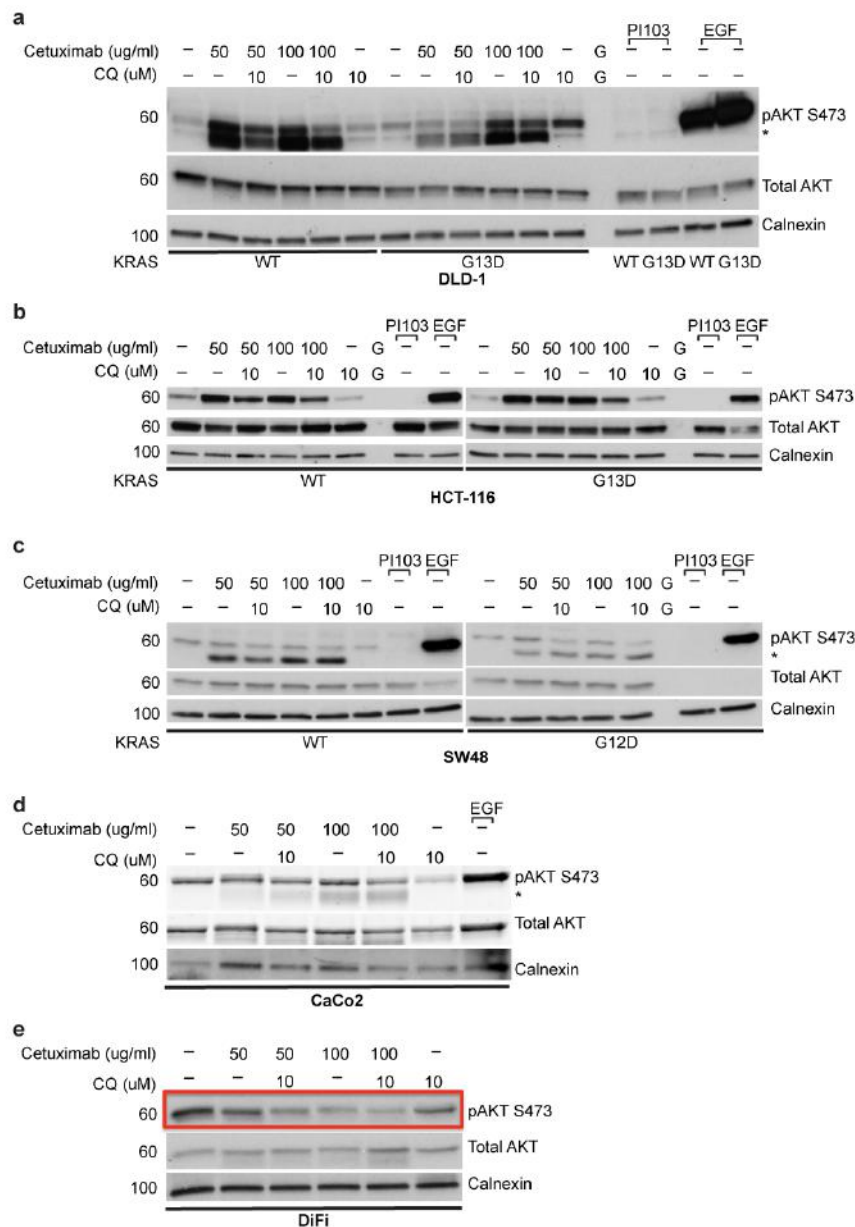 a
PI103 EGF
Cetuximab (ug/ml) – 50 50 100 100 – – 50 50 100 100 – G – – – –
CQ (uM) – – 10 – 10 10 – – 10 – 10 10 G – – – –
60 pAKT S473
*
60 Total AKT
100 Calnexin
KRAS WT G13D WT G13D WT G13D
DLD-1
b
PI103 EGF PI103 EGF
Cetuximab (ug/ml) – 50 50 100 100 – G – – – 50 50 100 100 – G – –
CQ (uM) – – 10 – 10 10 G – – – – 10 – 10 10 G – –
60 pAKT S473
60 Total AKT
100 Calnexin
KRAS WT G13D
HCT-116
c
PI103 EGF PI103 EGF
Cetuximab (ug/ml) – 50 50 100 100 – – – – 50 50 100 100 G – –
CQ (uM) – – 10 – 10 10 – – – – 10 – 10 G – –
60 pAKT S473
*
60 Total AKT
100 Calnexin
KRAS WT G12D
SW48
d
EGF
Cetuximab (ug/ml) – 50 50 100 100 – –
CQ (uM) – – 10 – 10 10 –
60 pAKT S473
*
60 Total AKT
100 Calnexin
CaCo2
e
Cetuximab (ug/ml) – 50 50 100 100 –
CQ (uM) – – 10 – 10 10
60 pAKT S473
60 Total AKT
100 Calnexin
DiFi